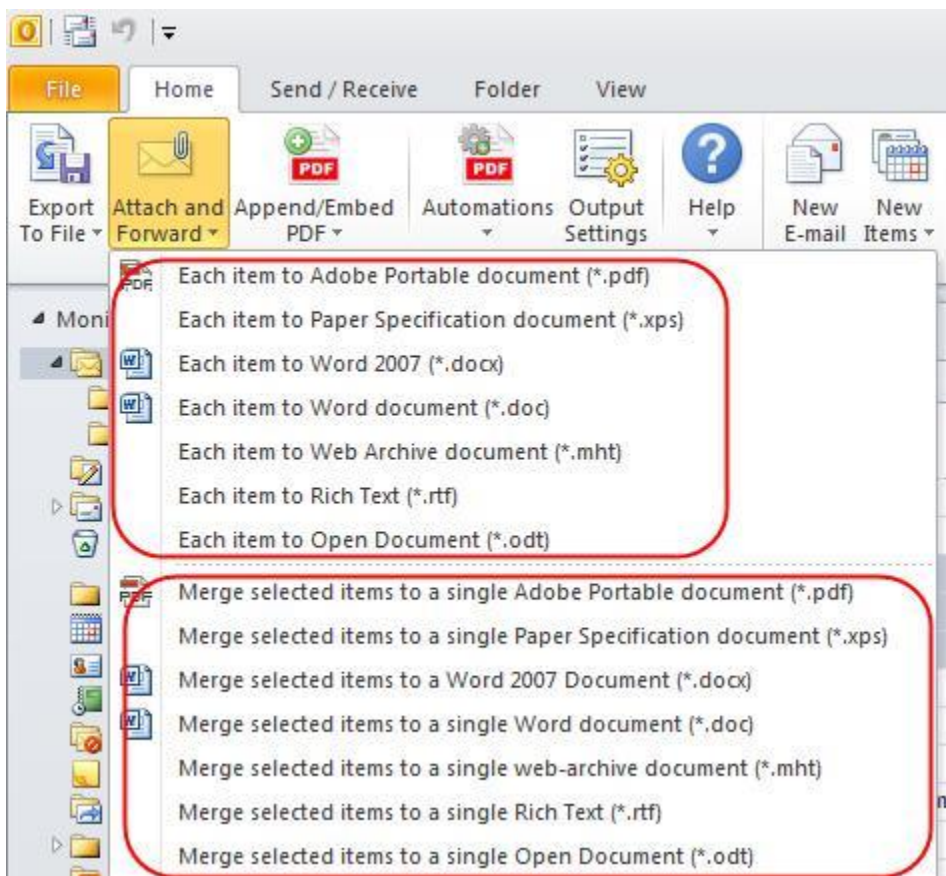 File Home Send / Receive Folder View
PDF PDF
Export Attach and Append/Embed Automations Output Help New New
To File Forward PDF Settings E-mail Items
PDF Each item to Adobe Portable document (*.pdf)
Moni
Each item to Paper Specification document (*.xps)
Each item to Word 2007 (*.docx)
Each item to Word document (*.doc)
Each item to Web Archive document (*.mht)
Each item to Rich Text (*.rtf)
Each item to Open Document (*.odt)
PDF Merge selected items to a single Adobe Portable document (*.pdf)
Merge selected items to a single Paper Specification document (*.xps)
Merge selected items to a Word 2007 Document (*.docx)
Merge selected items to a single Word document (*.doc)
Merge selected items to a single web-archive document (*.mht)
Merge selected items to a single Rich Text (*.rtf)
Merge selected items to a single Open Document (*.odt)